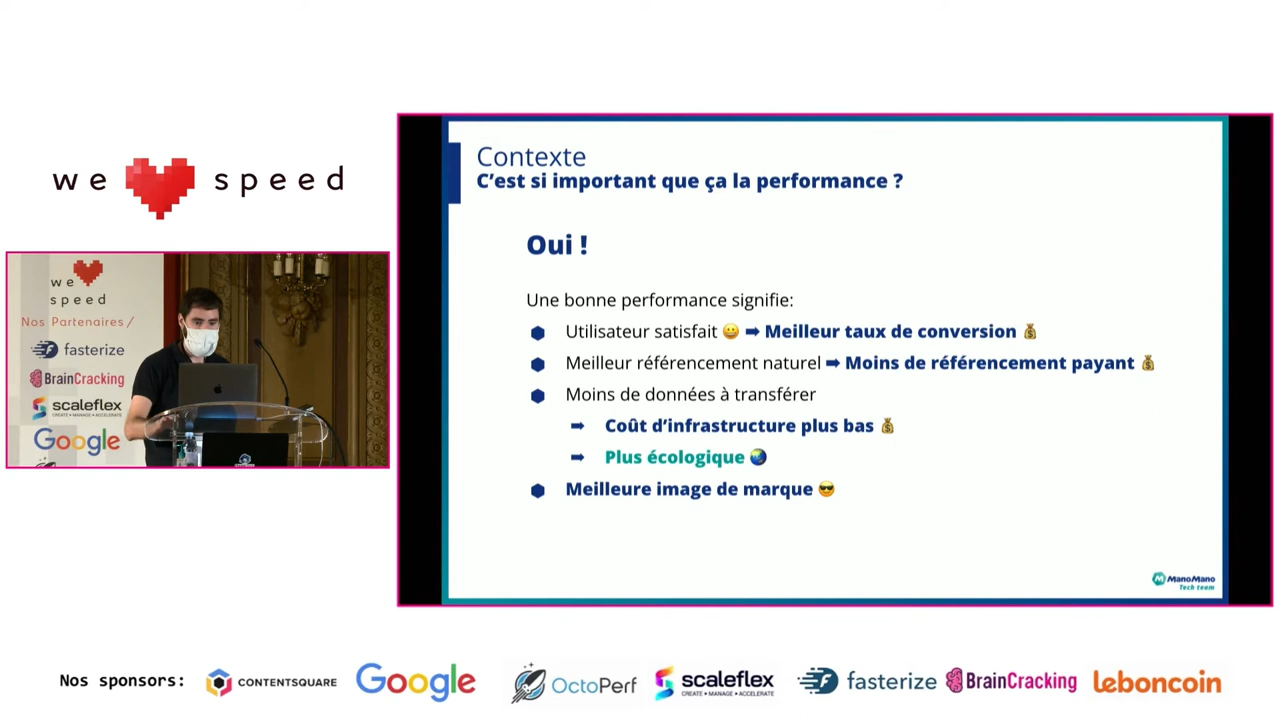 we speed
we
speed
Nos Partenaires/
fasterize
BrainCracking
scaleflex
CREATE • MANAGE • ACCELERATE
Google
Contexte
C'est si important que ça la performance ?
Oui !
Une bonne performance signifie:
Utilisateur satisfait 😀 ➡ Meilleur taux de conversion 💰
Meilleur référencement naturel ➡ Moins de référencement payant 💰
Moins de données à transférer
➡ Coût d'infrastructure plus bas 💰
➡ Plus écologique 🌏
Meilleure image de marque 😎
ManoMano
Tech team
Nos sponsors: CONTENTSQUARE Google OctoPerf scaleflex fasterize BrainCracking leboncoin
CREATE • MANAGE • ACCELERATE